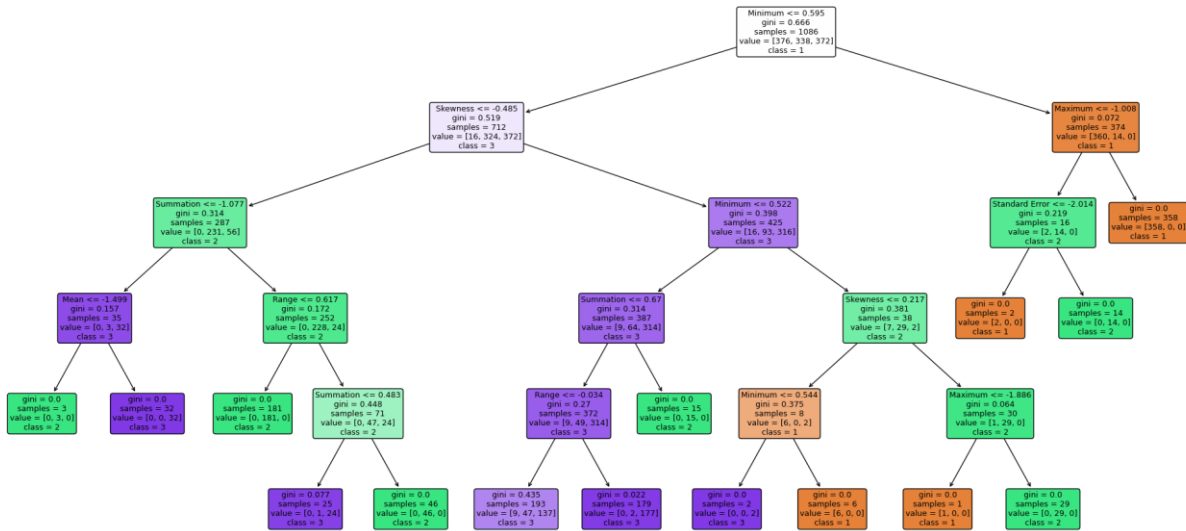 Minimum <= 0.595
gini = 0.666
samples = 1086
value = [376, 338, 372]
class = 1
Skewness <= -0.485
gini = 0.519
samples = 712
value = [16, 324, 372]
class = 3
Maximum <= -1.008
gini = 0.072
samples = 374
value = [360, 14, 0]
class = 1
Summation <= -1.077
gini = 0.314
samples = 287
value = [0, 231, 56]
class = 2
Minimum <= 0.522
gini = 0.398
samples = 425
value = [16, 93, 316]
class = 3
Standard Error <= -2.014
gini = 0.219
samples = 16
value = [2, 14, 0]
class = 2
gini = 0.0
samples = 358
value = [358, 0, 0]
class = 1
Mean <= -1.499
gini = 0.157
samples = 35
value = [0, 3, 32]
class = 3
Range <= 0.617
gini = 0.172
samples = 252
value = [0, 228, 24]
class = 2
Summation <= 0.67
gini = 0.314
samples = 387
value = [9, 64, 314]
class = 3
Skewness <= 0.217
gini = 0.381
samples = 38
value = [7, 29, 2]
class = 2
gini = 0.0
samples = 2
value = [2, 0, 0]
class = 1
gini = 0.0
samples = 14
value = [0, 14, 0]
class = 2
gini = 0.0
samples = 3
value = [0, 3, 0]
class = 2
gini = 0.0
samples = 32
value = [0, 0, 32]
class = 3
gini = 0.0
samples = 181
value = [0, 181, 0]
class = 2
Summation <= 0.483
gini = 0.448
samples = 71
value = [0, 47, 24]
class = 2
Range <= -0.034
gini = 0.27
samples = 372
value = [9, 49, 314]
class = 3
gini = 0.0
samples = 15
value = [0, 15, 0]
class = 2
Minimum <= 0.544
gini = 0.375
samples = 8
value = [6, 0, 2]
class = 1
Maximum <= -1.886
gini = 0.064
samples = 30
value = [1, 29, 0]
class = 2
gini = 0.077
samples = 25
value = [0, 1, 24]
class = 3
gini = 0.0
samples = 46
value = [0, 46, 0]
class = 2
gini = 0.435
samples = 193
value = [9, 47, 137]
class = 3
gini = 0.022
samples = 179
value = [0, 2, 177]
class = 3
gini = 0.0
samples = 2
value = [0, 0, 2]
class = 3
gini = 0.0
samples = 6
value = [6, 0, 0]
class = 1
gini = 0.0
samples = 1
value = [1, 0, 0]
class = 1
gini = 0.0
samples = 29
value = [0, 29, 0]
class = 2